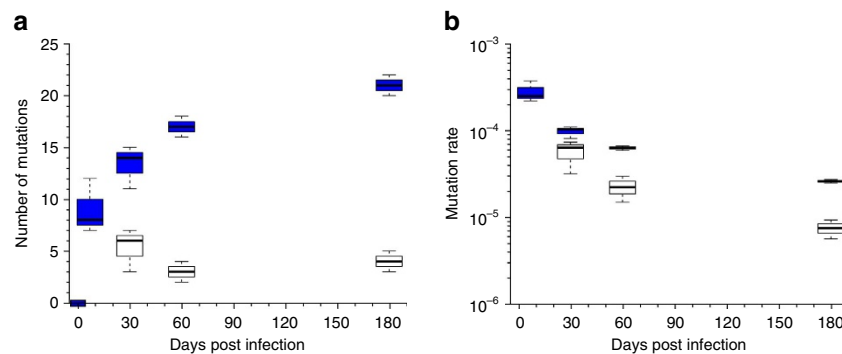 a
25
20
15
10
5
0
Number of mutations
0 30 60 90 120 150 180
Days post infection
b
10⁻³
10⁻⁴
10⁻⁵
10⁻⁶
Mutation rate
0 30 60 90 120 150 180
Days post infection